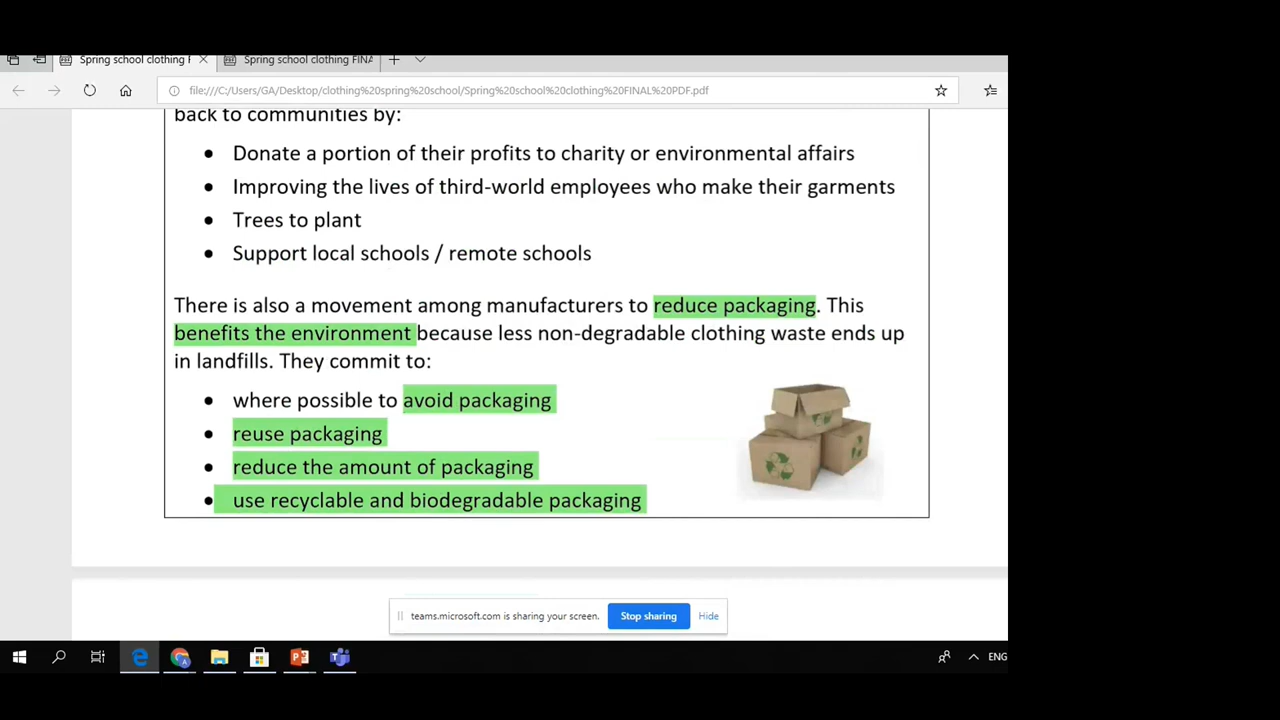 Spring school clothing F
Spring school clothing FINA
file:///C:/Users/GA/Desktop/clothing%20spring%20school/Spring%20school%20clothing%20FINAL%20PDF.pdf
back to communities by:
• Donate a portion of their profits to charity or environmental affairs
• Improving the lives of third-world employees who make their garments
• Trees to plant
• Support local schools / remote schools
There is also a movement among manufacturers to reduce packaging. This
benefits the environment because less non-degradable clothing waste ends up
in landfills. They commit to:
• where possible to avoid packaging
• reuse packaging
• reduce the amount of packaging
• use recyclable and biodegradable packaging
teams.microsoft.com is sharing your screen.
Stop sharing
Hide
ENG